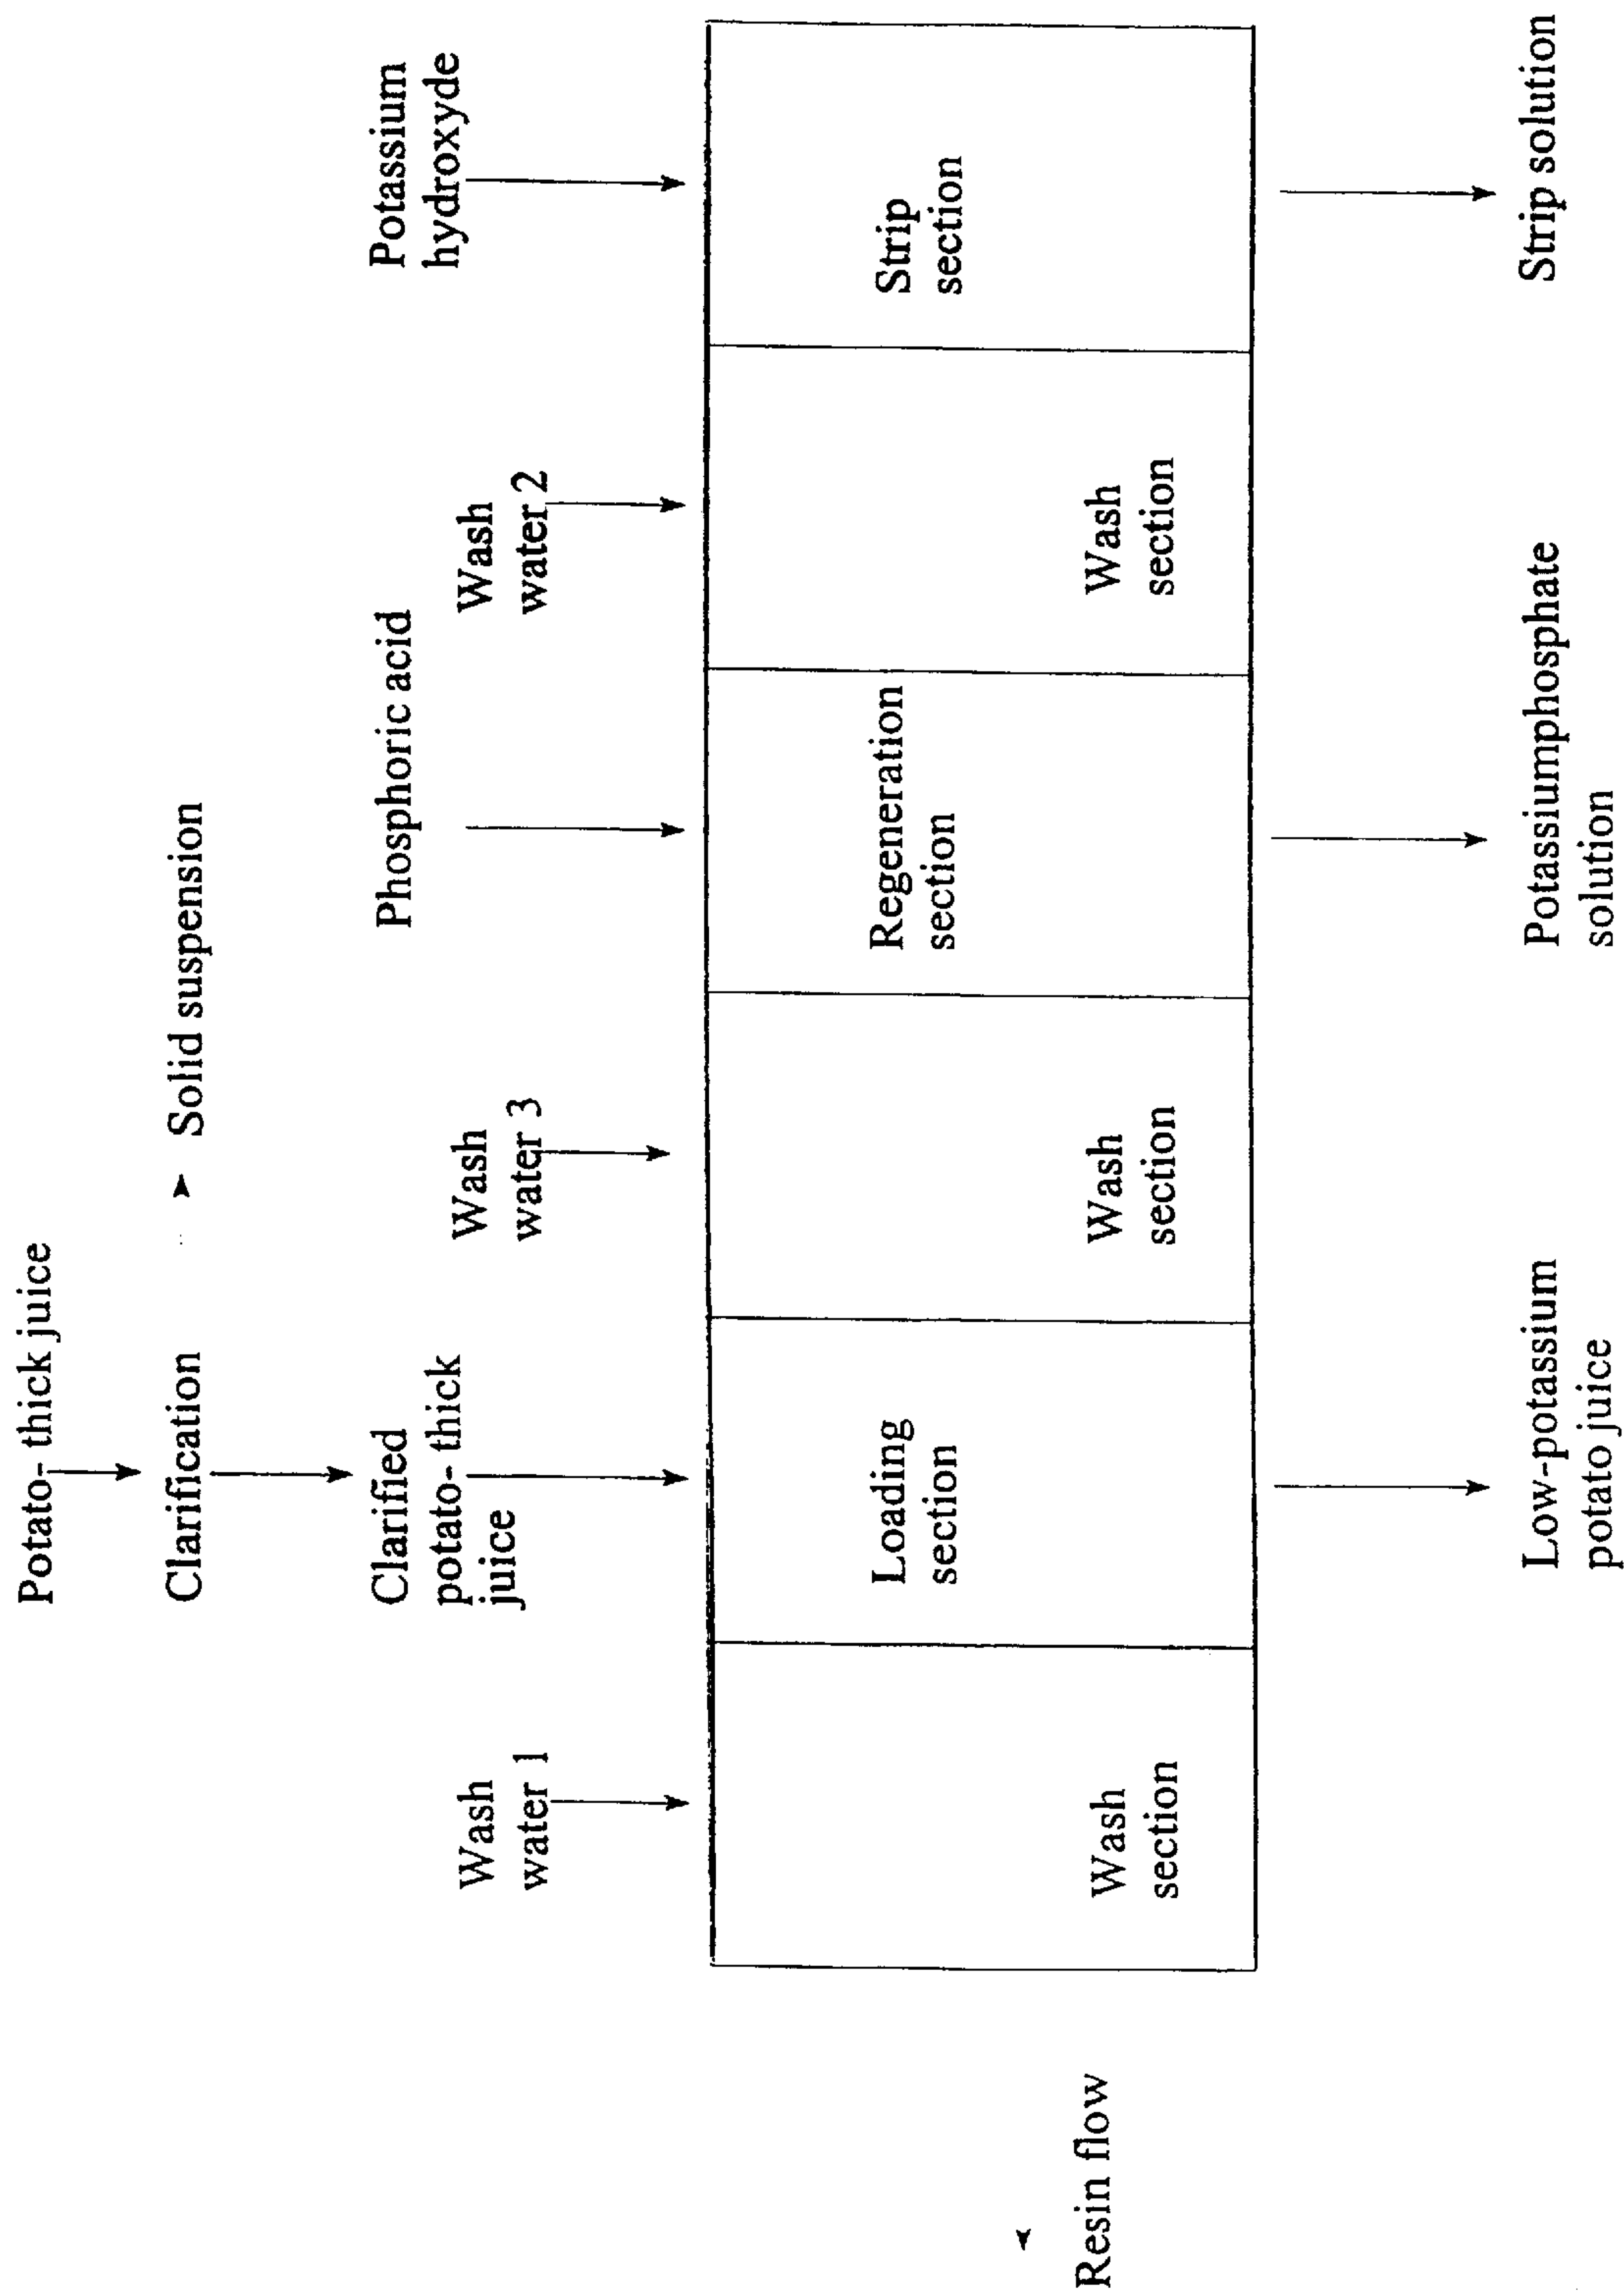 Potato- thick juice
Clarification
Solid suspension
Clarified
potato- thick
juice
Phosphoric acid
Potassium
hydroxyde
Wash
water 1
Wash
water 3
Wash
water 2
Loading
section
Regeneration
section
Strip
section
Wash
section
Wash
section
Wash
section
Resin flow
Low-potassium
potato juice
Potassiumphosphate
solution
Strip solution